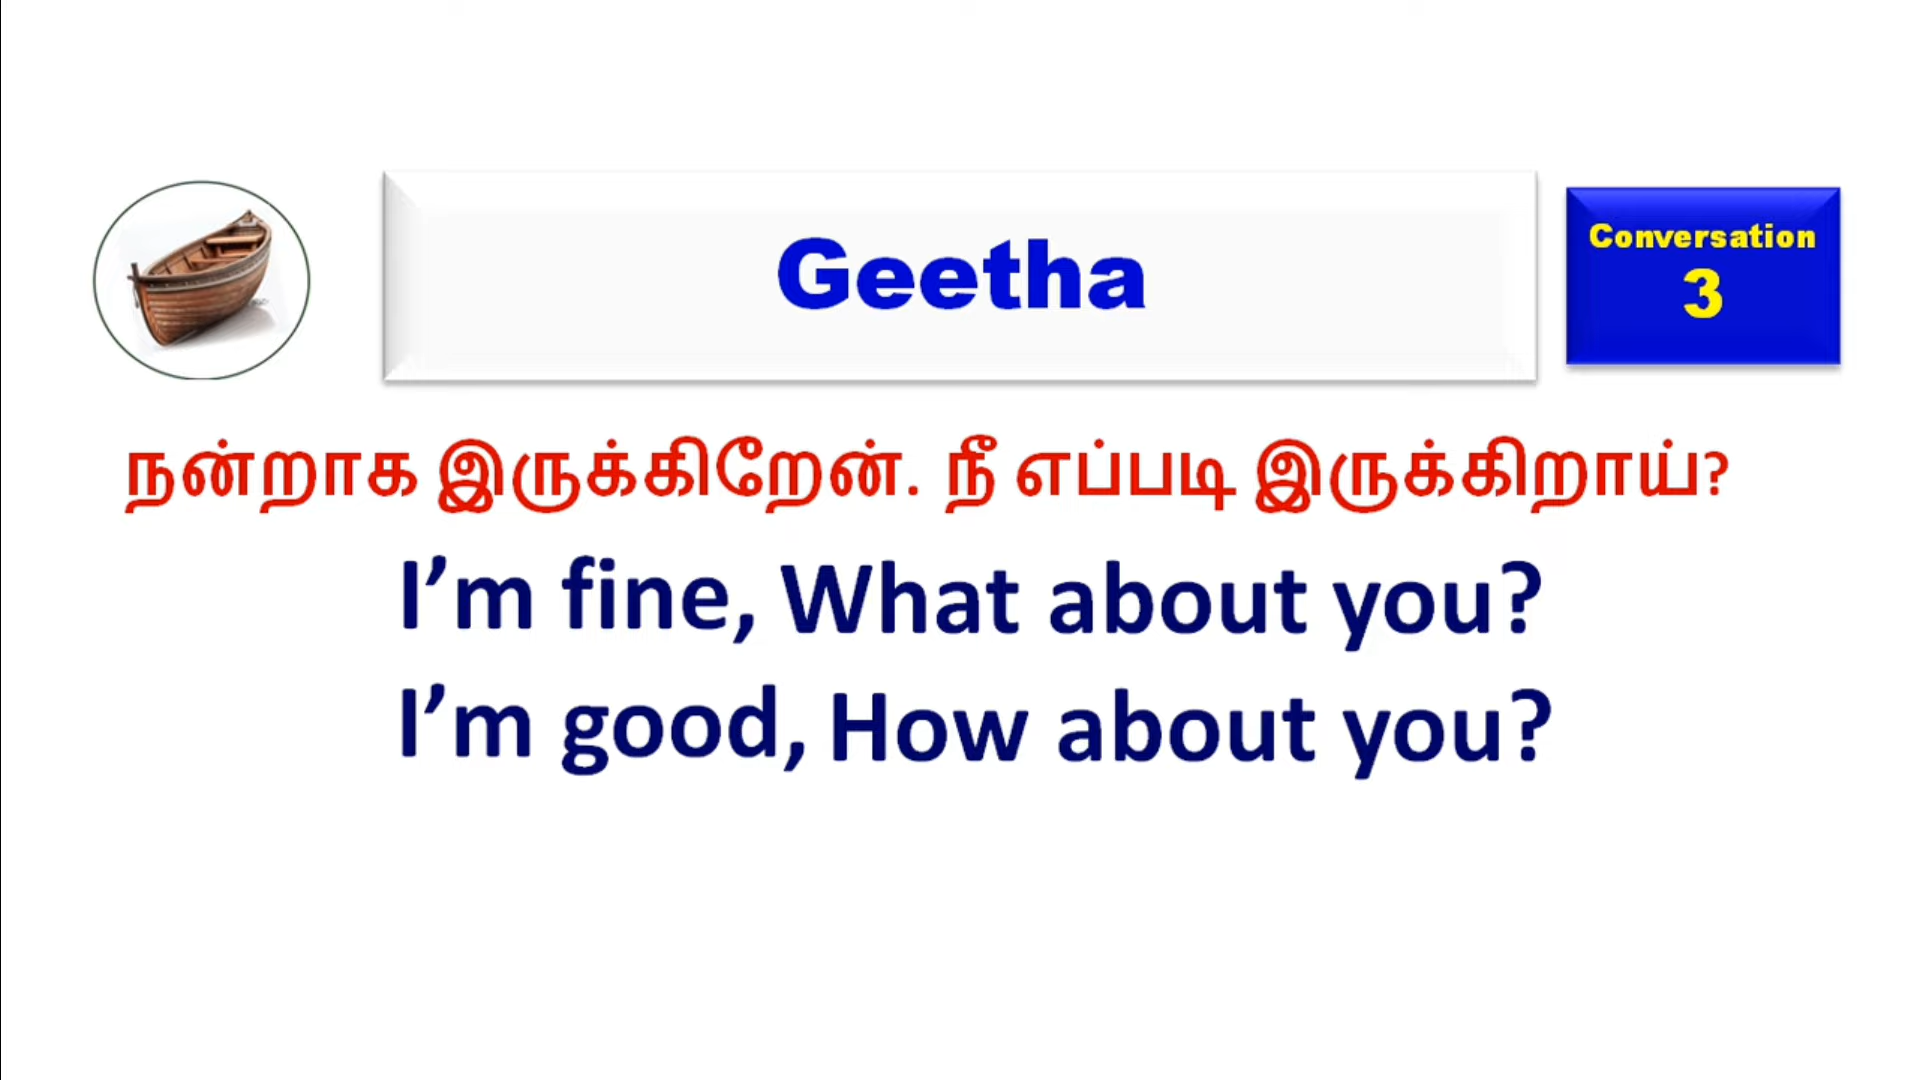 Geetha
Conversation
3
நன்றாக இருக்கிறேன். நீ எப்படி இருக்கிறாய்?
I’m fine, What about you?
I’m good, How about you?